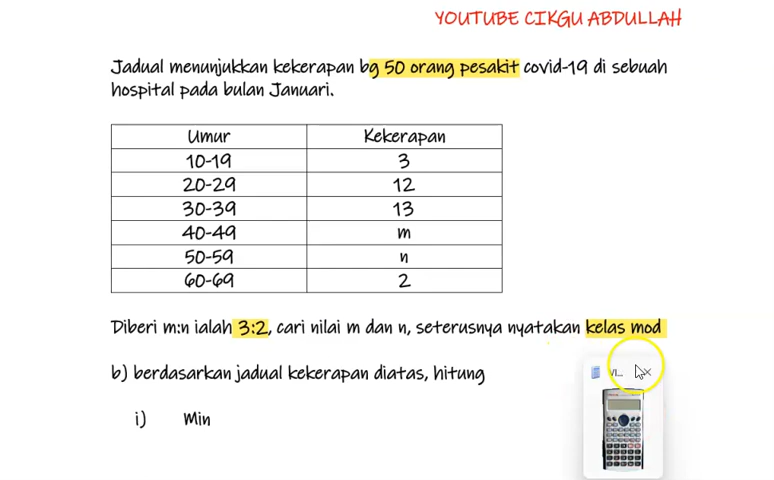 YOUTUBE CIKGU ABDULLAH
Jadual menunjukkan kekerapan bg 50 orang pesakit covid-19 di sebuah
hospital pada bulan Januari.
Umur Kekerapan
10-19 3
20-29 12
30-39 13
40-49 m
50-59 n
60-69 2
Diberi m:n ialah 3:2, cari nilai m dan n, seterusnya nyatakan kelas mod
b) berdasarkan jadual kekerapan diatas, hitung
i) Min